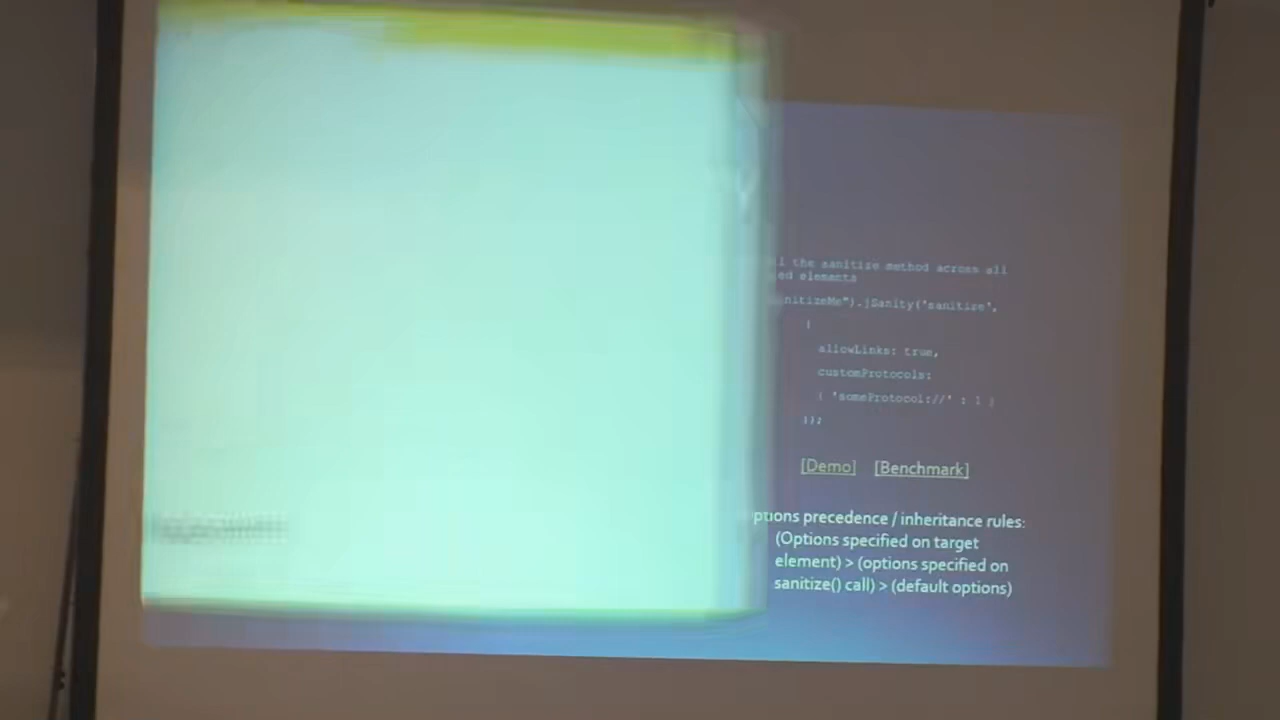 the sanitize method across all
ed elements
nitizeMe").jSanity('sanitize',
{
allowLinks: true,
customProtocols:
{ 'someProtocol://' : 1 }
});
[Demo] [Benchmark]
ptions precedence / inheritance rules:
(Options specified on target
element) > (options specified on
sanitize() call) > (default options)